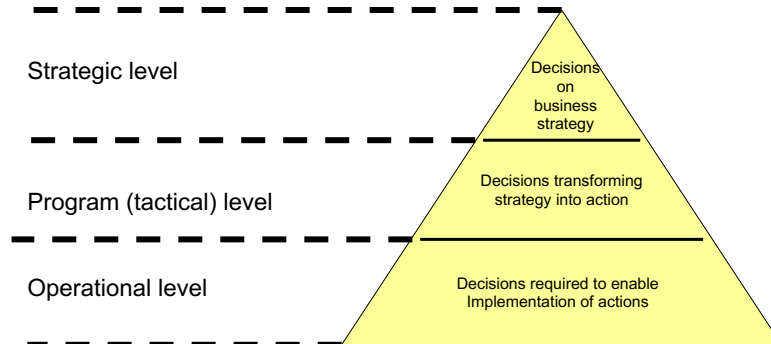 Strategic level
Decisions
on
business
strategy
Program (tactical) level
Decisions transforming
strategy into action
Operational level
Decisions required to enable
Implementation of actions